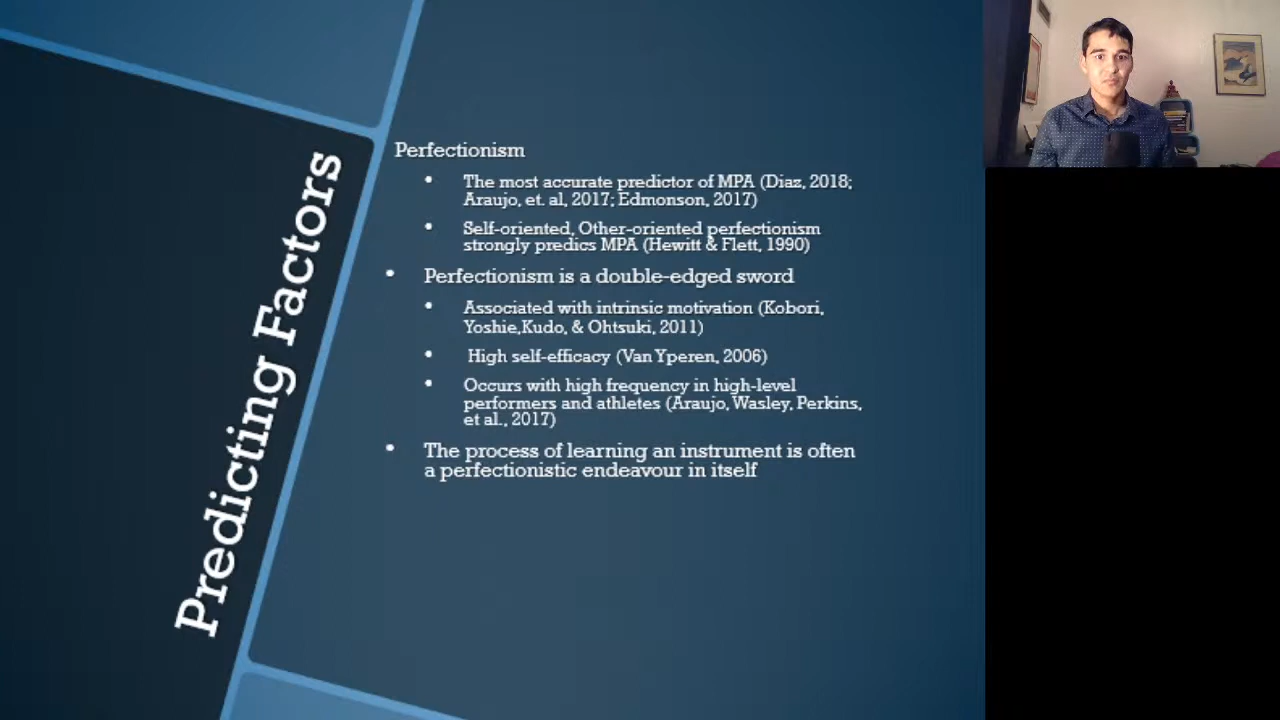 Predicting Factors
Perfectionism
• The most accurate predictor of MPA (Diaz, 2018;
Araujo, et. al, 2017; Edmonson, 2017)
• Self-oriented, Other-oriented perfectionism
strongly predics MPA (Hewitt & Flett, 1990)
• Perfectionism is a double-edged sword
• Associated with intrinsic motivation (Kobori,
Yoshie,Kudo, & Ohtsuki, 2011)
• High self-efficacy (Van Yperen, 2006)
• Occurs with high frequency in high-level
performers and athletes (Araujo, Wasley, Perkins,
et al., 2017)
• The process of learning an instrument is often
a perfectionistic endeavour in itself